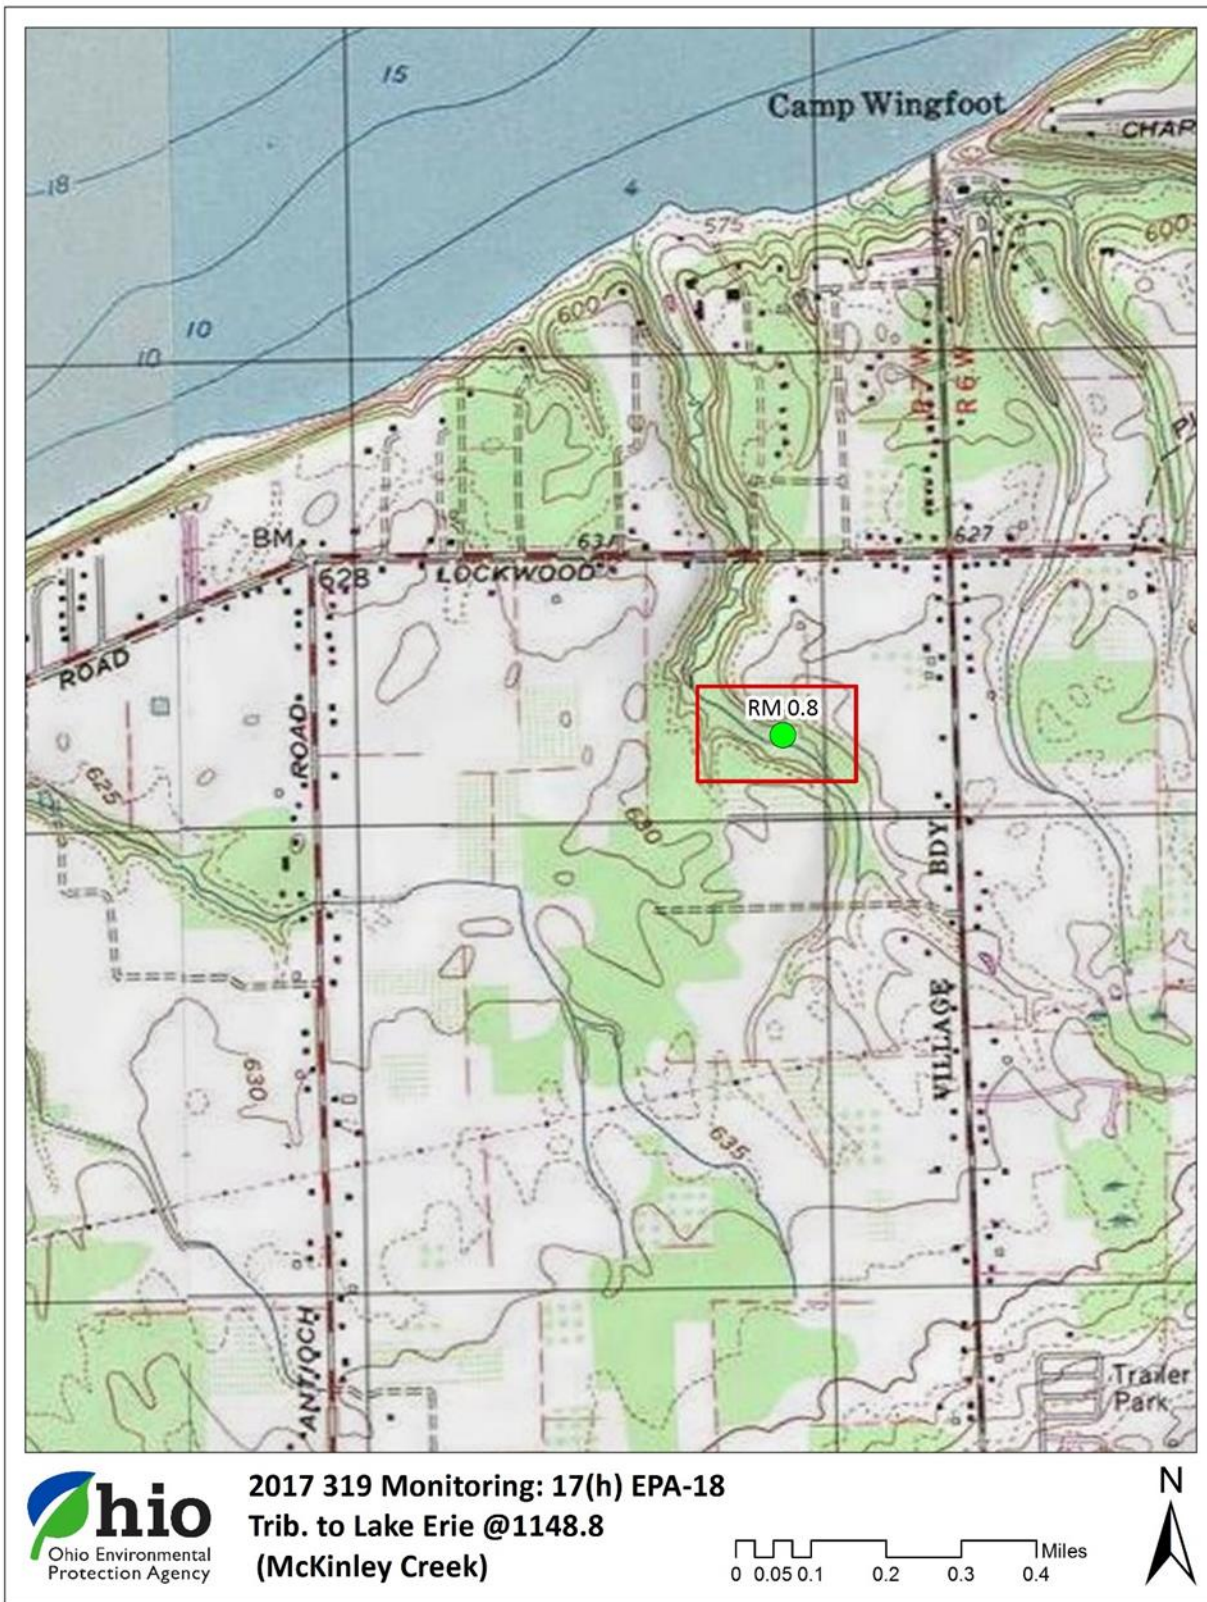 15
Camp Wingfoot
CHAP
18
4
575
600
600
10
10
R7W
R6W
BM
631
627
628
LOCKWOOD
ROAD
RM 0.8
ROAD
625
630
BDY
630
VILLAGE
635
ANTIOCH
Trailer
Park
Ohio
Ohio Environmental
Protection Agency
2017 319 Monitoring: 17(h) EPA-18
Trib. to Lake Erie @1148.8
(McKinley Creek)
Miles
0 0.05 0.1 0.2 0.3 0.4
N